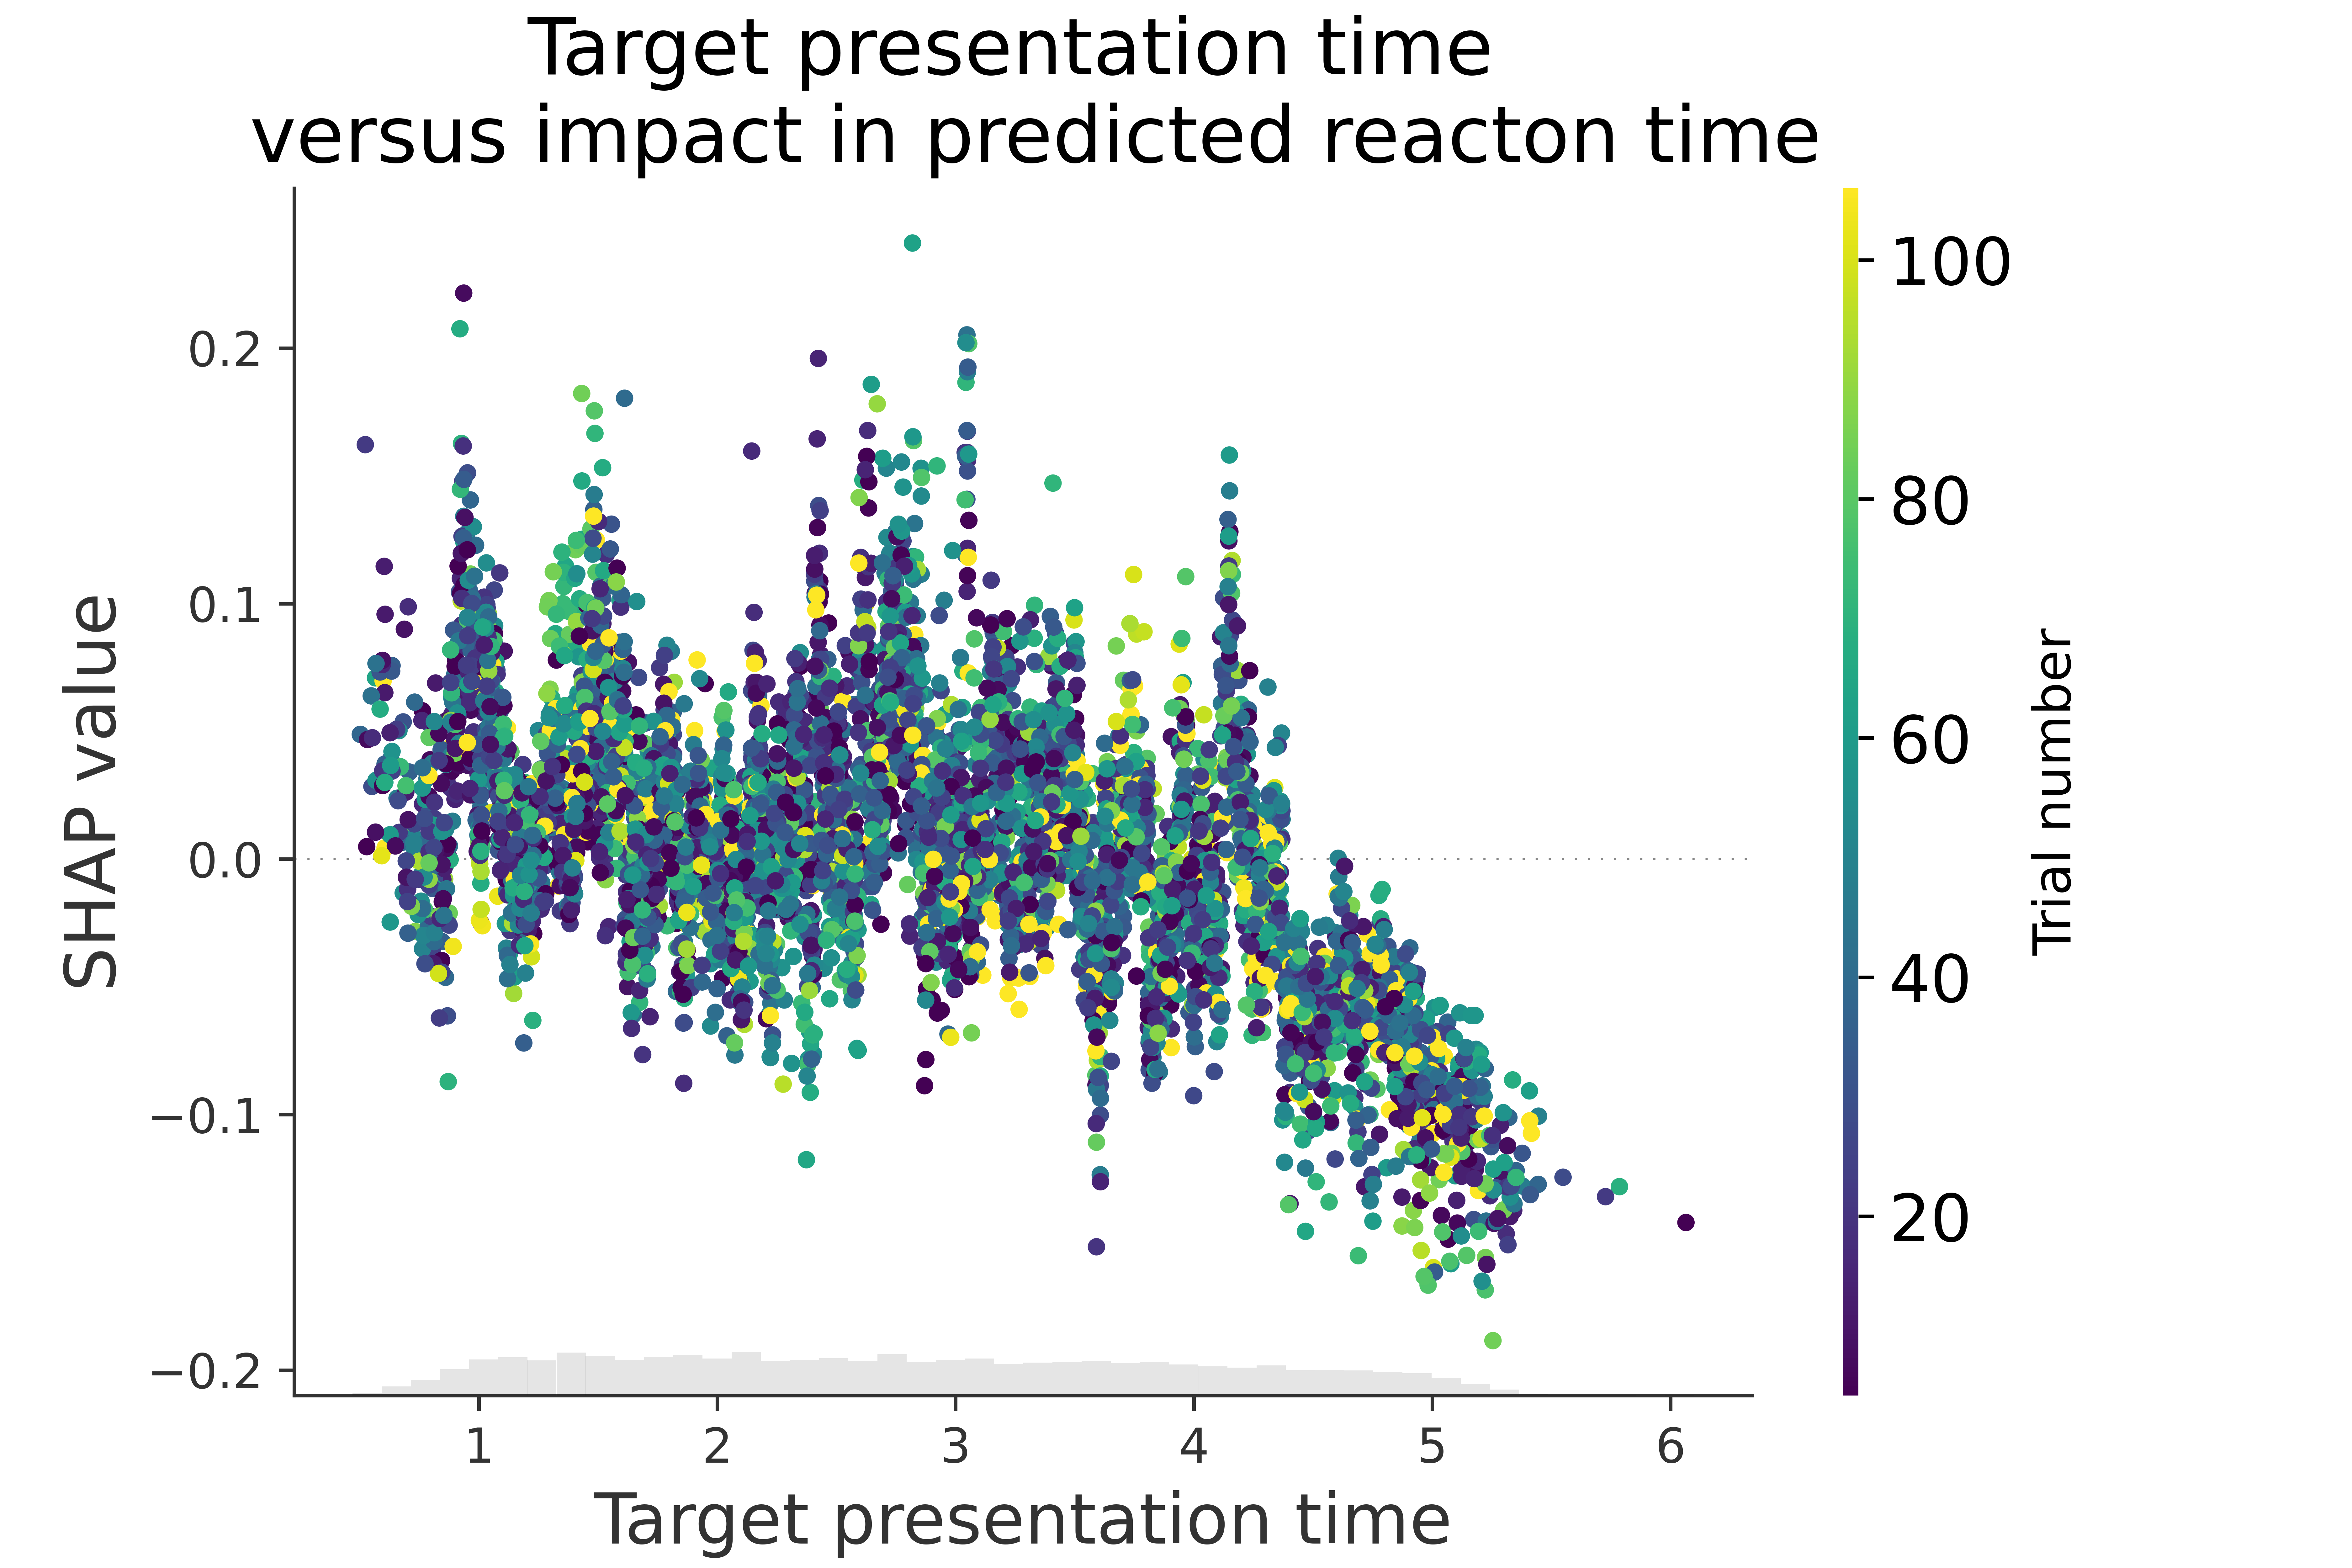 Target presentation time
versus impact in predicted reacton time
SHAP value
0.2
0.1
0.0
−0.1
−0.2
1 2 3 4 5 6
Target presentation time
100
80
60
40
20
Trial number